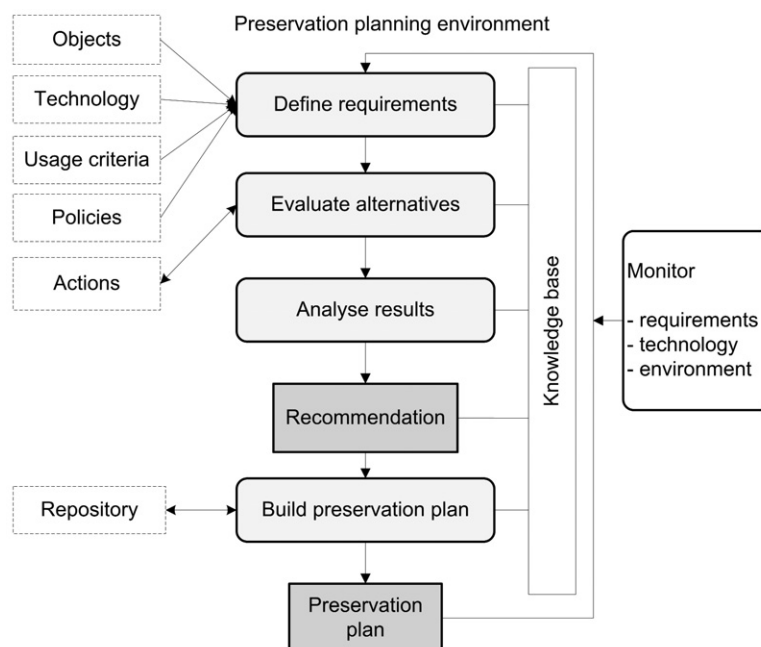 Preservation planning environment
Objects
Technology
Usage criteria
Policies
Actions
Repository
Define requirements
Evaluate alternatives
Analyse results
Recommendation
Build preservation plan
Preservation
plan
Knowledge base
Monitor
- requirements
- technology
- environment